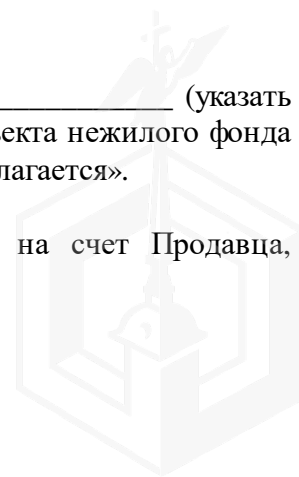 _____________ (указать
екта нежилого фонда
лагается».
на счет Продавца,